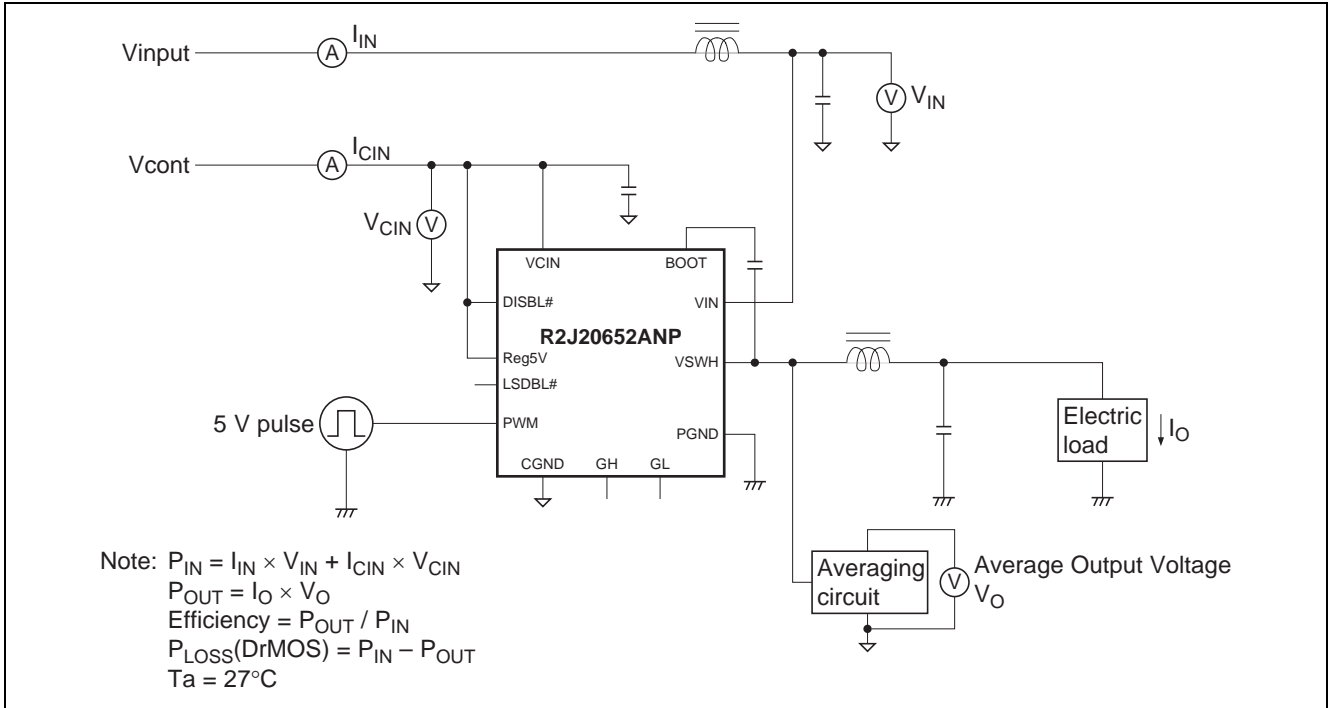 Vinput
A
I_IN
V
V_IN
Vcont
A
I_CIN
V_CIN
V
VCIN
BOOT
DISBL#
VIN
R2J20652ANP
Reg5V
VSWH
LSDBL#
5 V pulse
PWM
PGND
Electric
load
I_O
CGND
GH
GL
Averaging
circuit
V
Average Output Voltage
V_O
Note: P_IN = I_IN × V_IN + I_CIN × V_CIN
P_OUT = I_O × V_O
Efficiency = P_OUT / P_IN
P_LOSS(DrMOS) = P_IN – P_OUT
Ta = 27°C